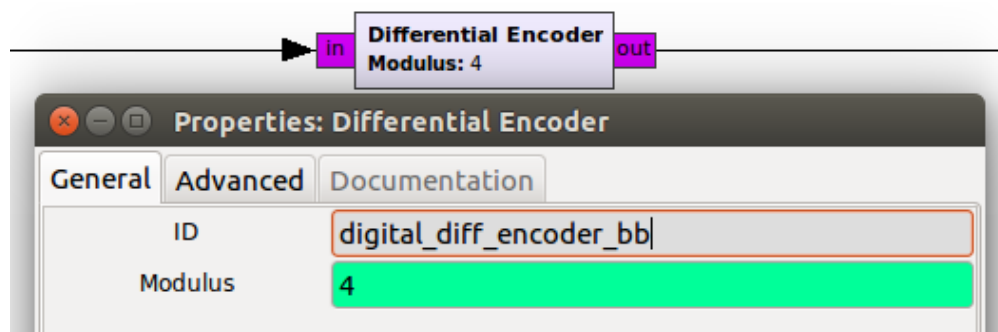 in
Differential Encoder
Modulus: 4
out
Properties: Differential Encoder
General Advanced Documentation
ID digital_diff_encoder_bb
Modulus 4